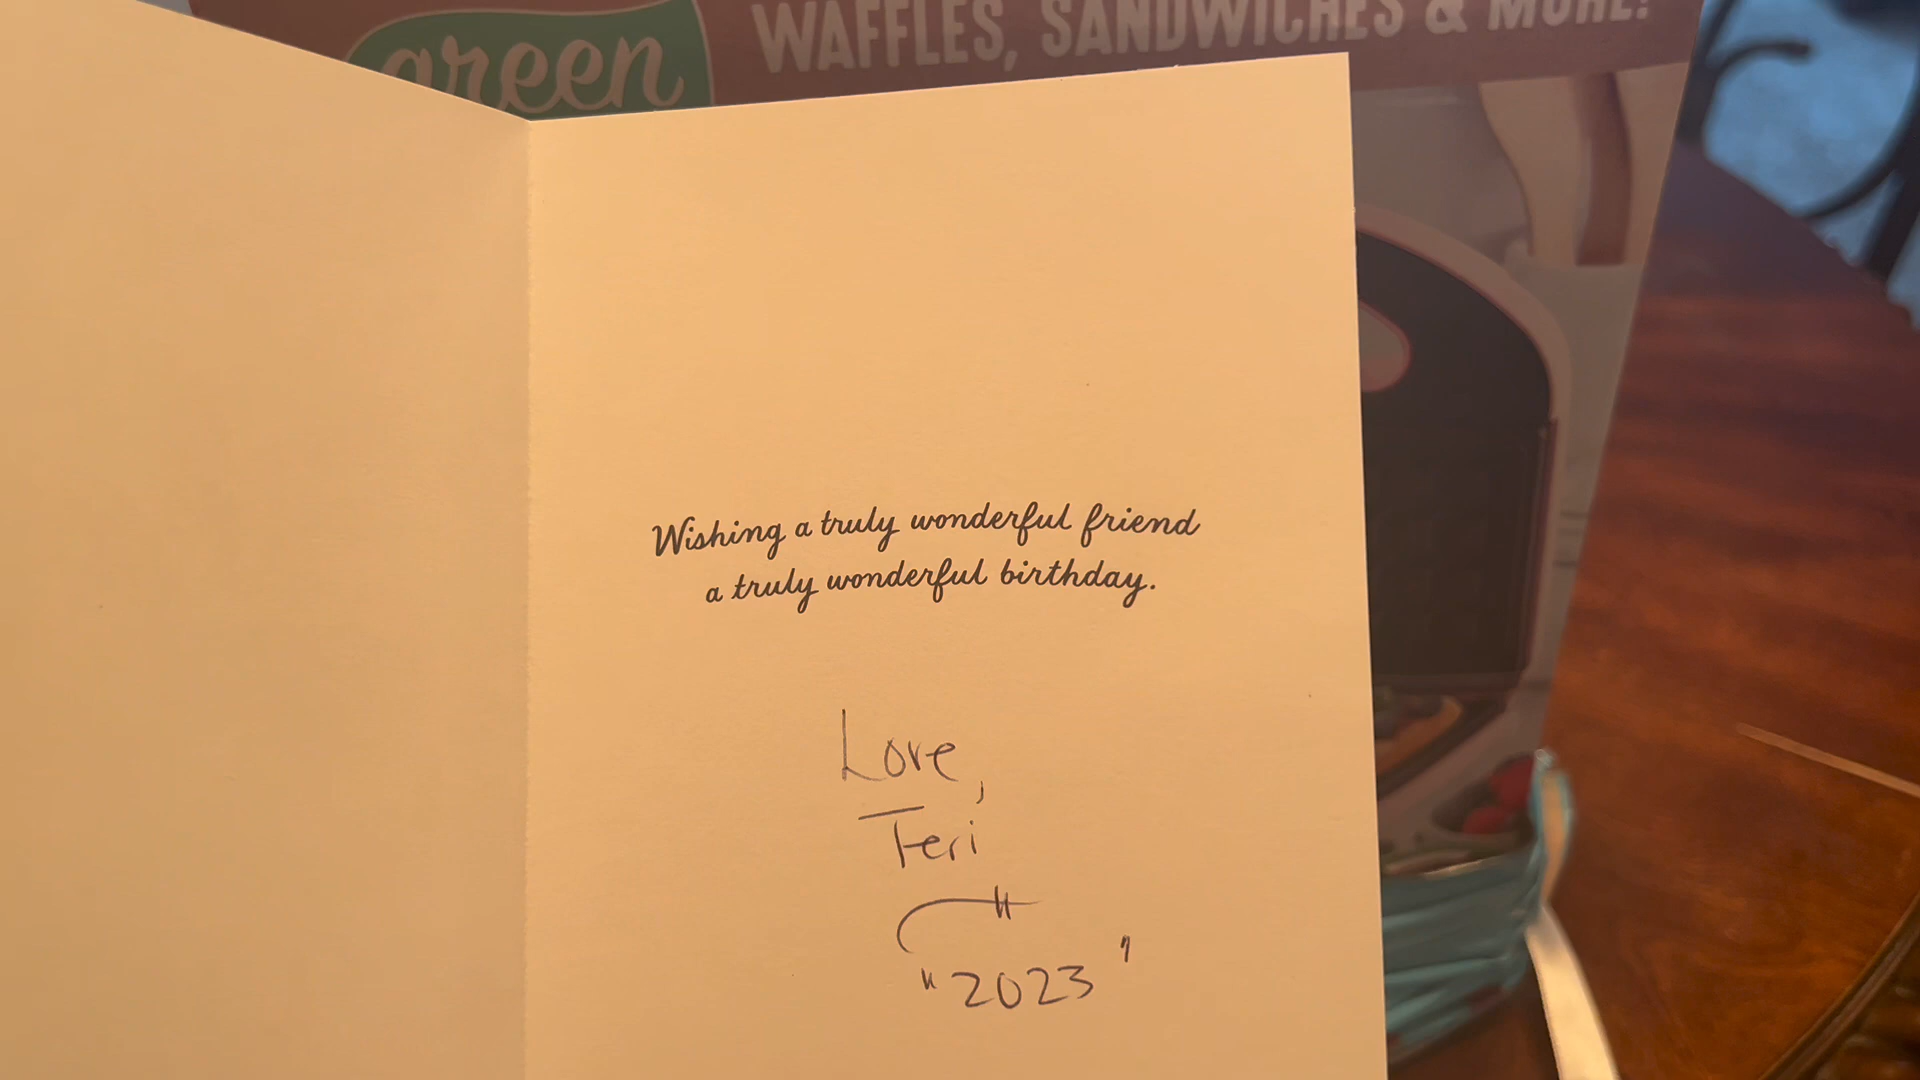 green
WAFFLES, SANDWICHES & MORE!
Wishing a truly wonderful friend
a truly wonderful birthday.
Love,
Teri
"2023"